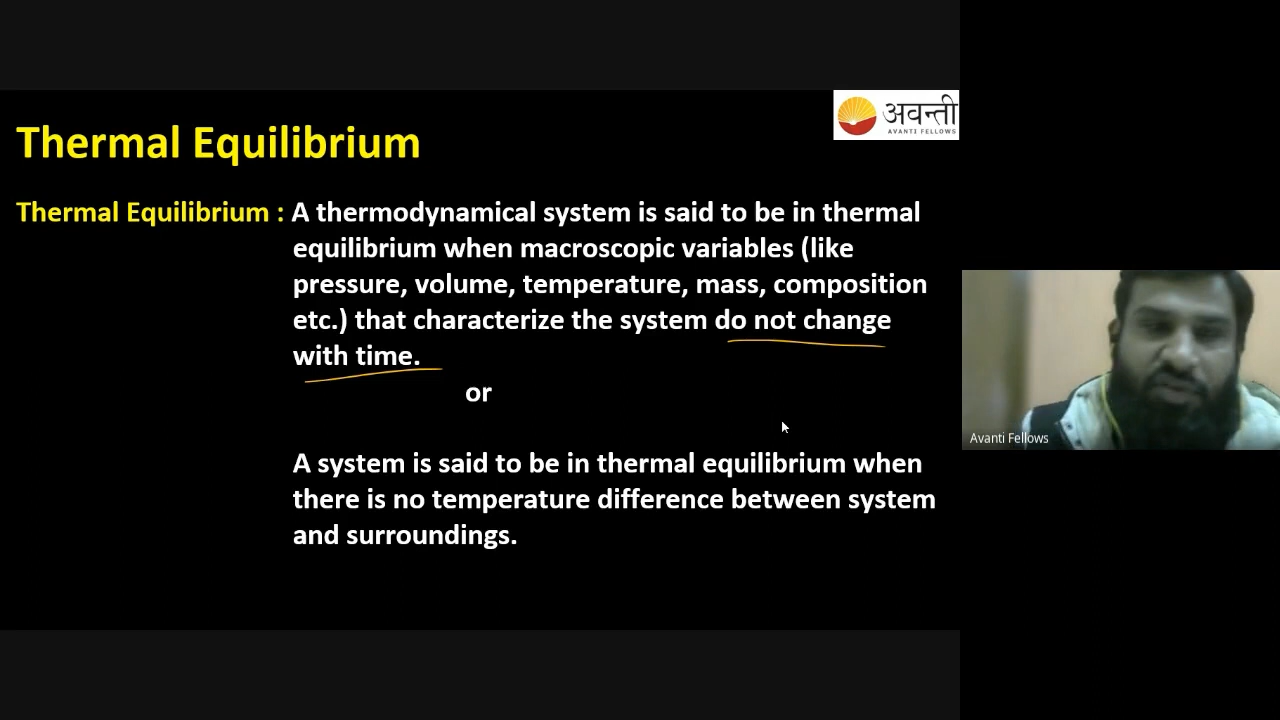 अवन्ती
AVANTI FELLOWS
Thermal Equilibrium
Thermal Equilibrium : A thermodynamical system is said to be in thermal
equilibrium when macroscopic variables (like
pressure, volume, temperature, mass, composition
etc.) that characterize the system do not change
with time.
or
A system is said to be in thermal equilibrium when
there is no temperature difference between system
and surroundings.
Avanti Fellows